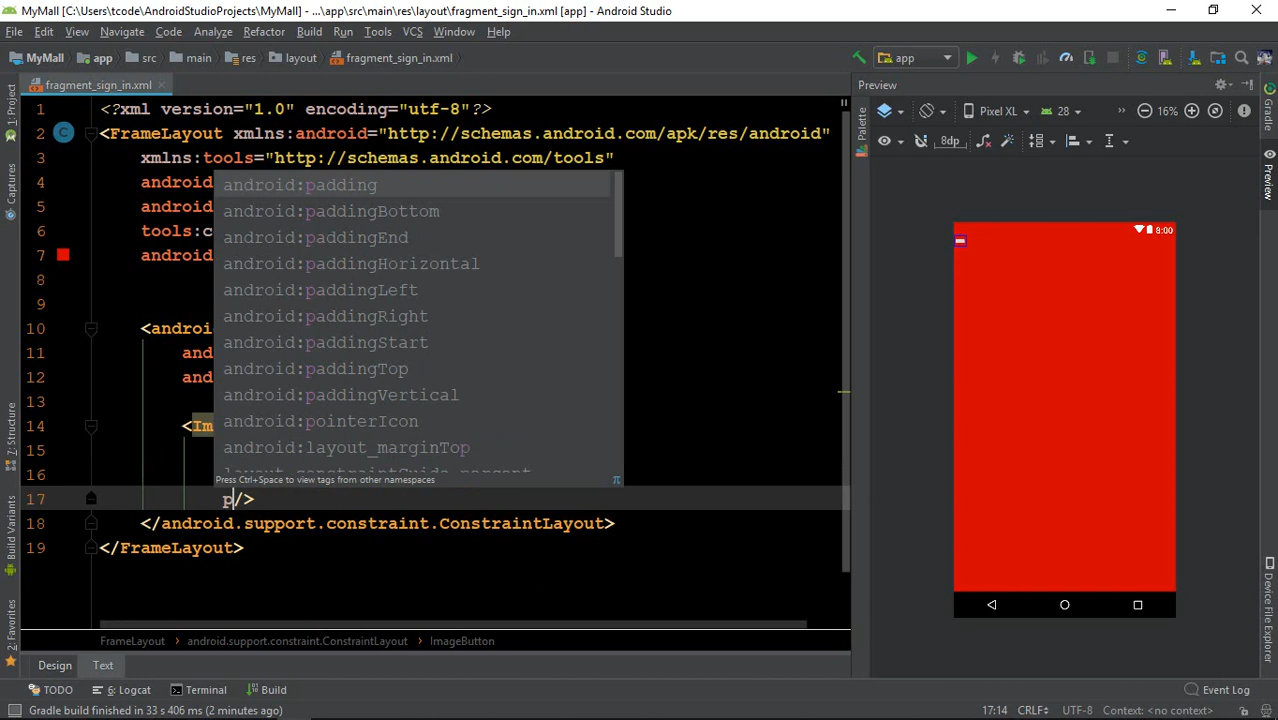 MyMall [C:\Users\tcode\AndroidStudioProjects\MyMall] - ...\app\src\main\res\layout\fragment_sign_in.xml [app] - Android Studio
File Edit View Navigate Code Analyze Refactor Build Run Tools VCS Window Help
MyMall app src main res layout fragment_sign_in.xml app
fragment_sign_in.xml Preview
Pixel XL 28 » 16%
8dp
1: Project
Captures
7: Structure
Build Variants
2: Favorites
1 <?xml version="1.0" encoding="utf-8"?>
2 <FrameLayout xmlns:android="http://schemas.android.com/apk/res/android"
3 xmlns:tools="http://schemas.android.com/tools"
4 android
5 android
6 tools:c
7 android
8
9
10 <androi
11 and
12 and
13
14 <Im
15
16
17 p/>
18 </android.support.constraint.ConstraintLayout>
19 </FrameLayout>
android:padding
android:paddingBottom
android:paddingEnd
android:paddingHorizontal
android:paddingLeft
android:paddingRight
android:paddingStart
android:paddingTop
android:paddingVertical
android:pointerIcon
android:layout_marginTop
layout_constraintGuide_percent
Press Ctrl+Space to view tags from other namespaces π
8:00
Palette
Gradle
Preview
Device File Explorer
FrameLayout › android.support.constraint.ConstraintLayout › ImageButton
Design Text
TODO 6: Logcat Terminal Build Event Log
Gradle build finished in 33 s 406 ms (2 minutes ago) 17:14 CRLF UTF-8 Context: <no context>